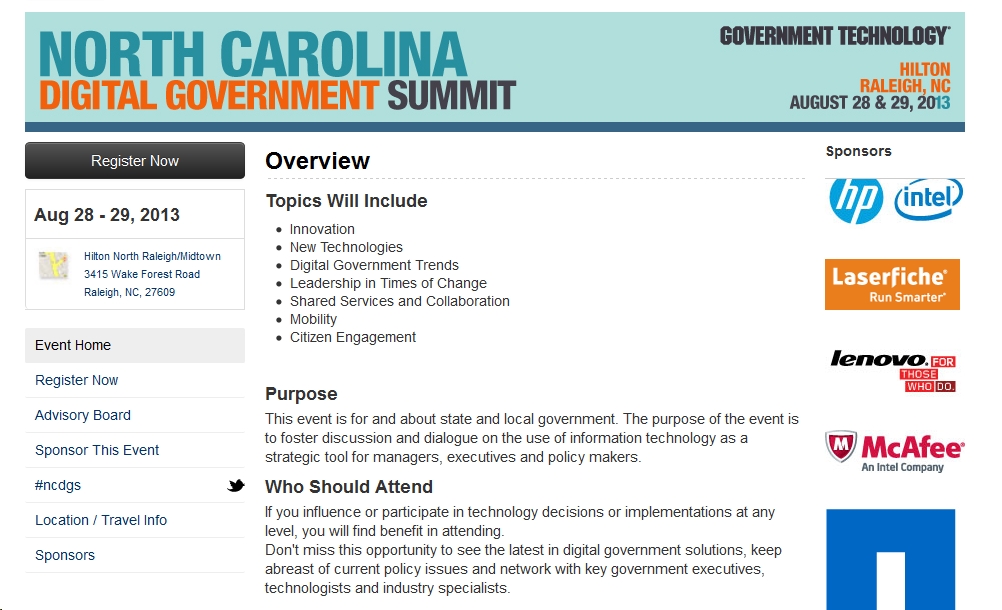 NORTH CAROLINA
DIGITAL GOVERNMENT SUMMIT
GOVERNMENT TECHNOLOGY
HILTON
RALEIGH, NC
AUGUST 28 & 29, 2013
Register Now
Aug 28 - 29, 2013
Hilton North Raleigh/Midtown
3415 Wake Forest Road
Raleigh, NC, 27609
Event Home
Register Now
Advisory Board
Sponsor This Event
#ncdgs
Location / Travel Info
Sponsors
Overview
Topics Will Include
• Innovation
• New Technologies
• Digital Government Trends
• Leadership in Times of Change
• Shared Services and Collaboration
• Mobility
• Citizen Engagement
Purpose
This event is for and about state and local government. The purpose of the event is
to foster discussion and dialogue on the use of information technology as a
strategic tool for managers, executives and policy makers.
Who Should Attend
If you influence or participate in technology decisions or implementations at any
level, you will find benefit in attending.
Don't miss this opportunity to see the latest in digital government solutions, keep
abreast of current policy issues and network with key government executives,
technologists and industry specialists.
Sponsors
hp
intel
Laserfiche®
Run Smarter®
lenovo. FOR
THOSE
WHO DO.
McAfee®
An Intel Company